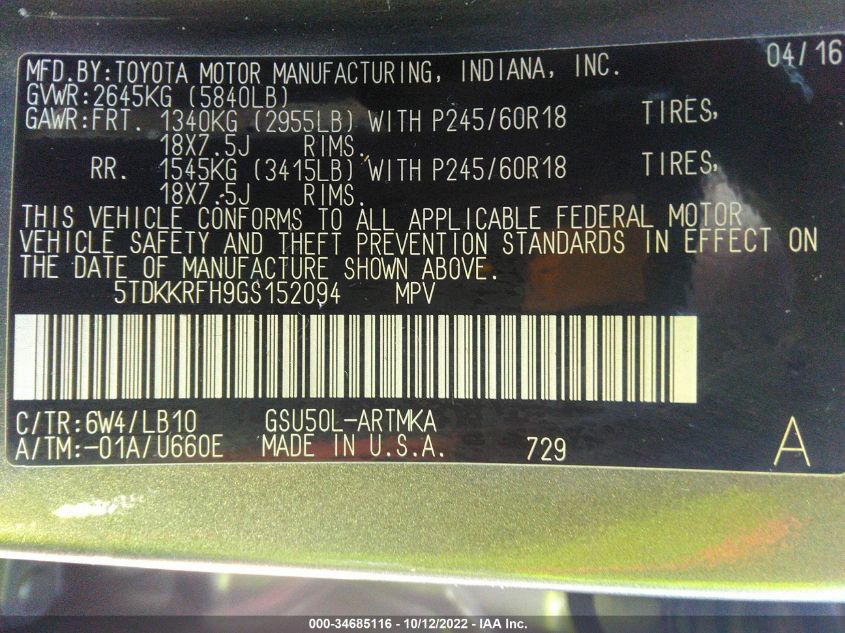 04/16
MFD.BY:TOYOTA MOTOR MANUFACTURING, INDIANA, INC.
GVWR:2645KG (5840LB)
GAWR:FRT. 1340KG (2955LB) WITH P245/60R18 TIRES,
18X7.5J RIMS.
RR. 1545KG (3415LB) WITH P245/60R18 TIRES,
18X7.5J RIMS.
THIS VEHICLE CONFORMS TO ALL APPLICABLE FEDERAL MOTOR
VEHICLE SAFETY AND THEFT PREVENTION STANDARDS IN EFFECT ON
THE DATE OF MANUFACTURE SHOWN ABOVE.
5TDKKRFH9GS152094 MPV
C/TR:6W4/LB10 GSU50L-ARTMKA
A/TM:-01A/U660E MADE IN U.S.A. 729 A
000-34685116 - 10/12/2022 - IAA Inc.